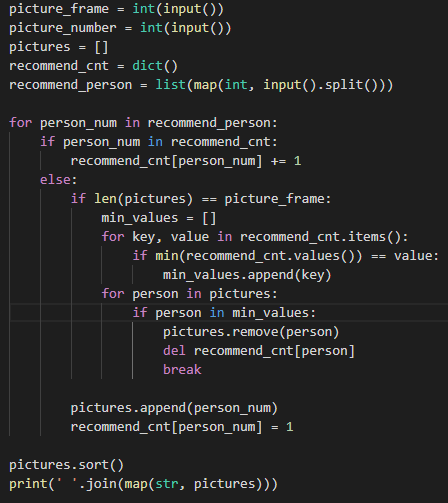 picture_frame = int(input())
picture_number = int(input())
pictures = []
recommend_cnt = dict()
recommend_person = list(map(int, input().split()))

for person_num in recommend_person:
    if person_num in recommend_cnt:
        recommend_cnt[person_num] += 1
    else:
        if len(pictures) == picture_frame:
            min_values = []
            for key, value in recommend_cnt.items():
                if min(recommend_cnt.values()) == value:
                    min_values.append(key)
            for person in pictures:
                if person in min_values:
                    pictures.remove(person)
                    del recommend_cnt[person]
                    break

        pictures.append(person_num)
        recommend_cnt[person_num] = 1

pictures.sort()
print(' '.join(map(str, pictures)))